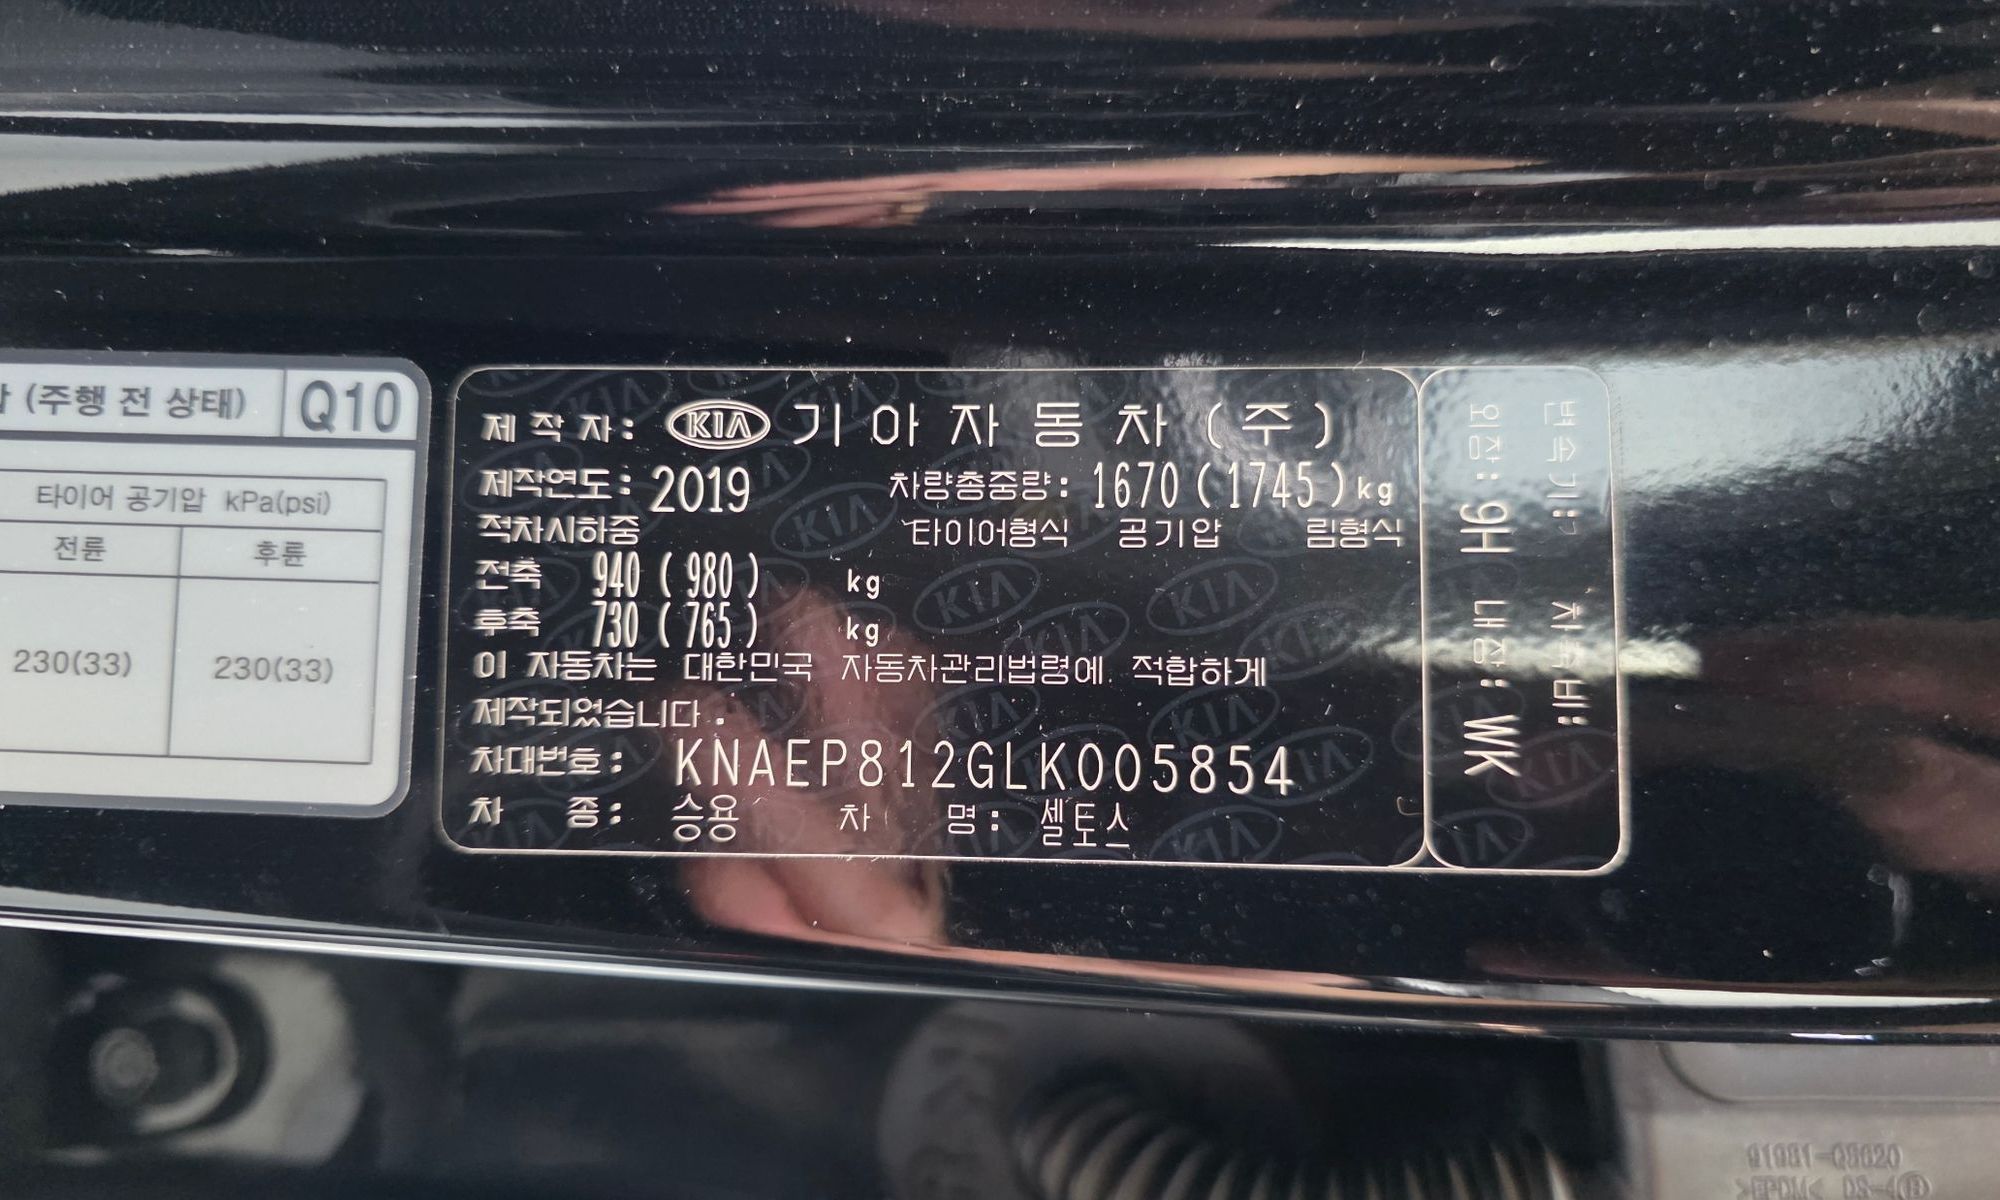 (주행 전 상태) Q10
타이어 공기압 kPa(psi)
전륜 후륜
230(33) 230(33)
제 작 자: KIA 기 아 자 동 차 (주)
제작연도: 2019 차량총중량: 1670 (1745) kg
적차시하중 타이어형식 공기압 림형식
전축 940 ( 980 ) kg
후축 730 ( 765 ) kg
이 자동차는 대한민국 자동차관리법령에 적합하게
제작되었습니다.
차대번호: KNAEP812GLK005854
차 종: 승용 차 명: 셀토스
변속기: 차축비:
외장: 9H 내장: WK